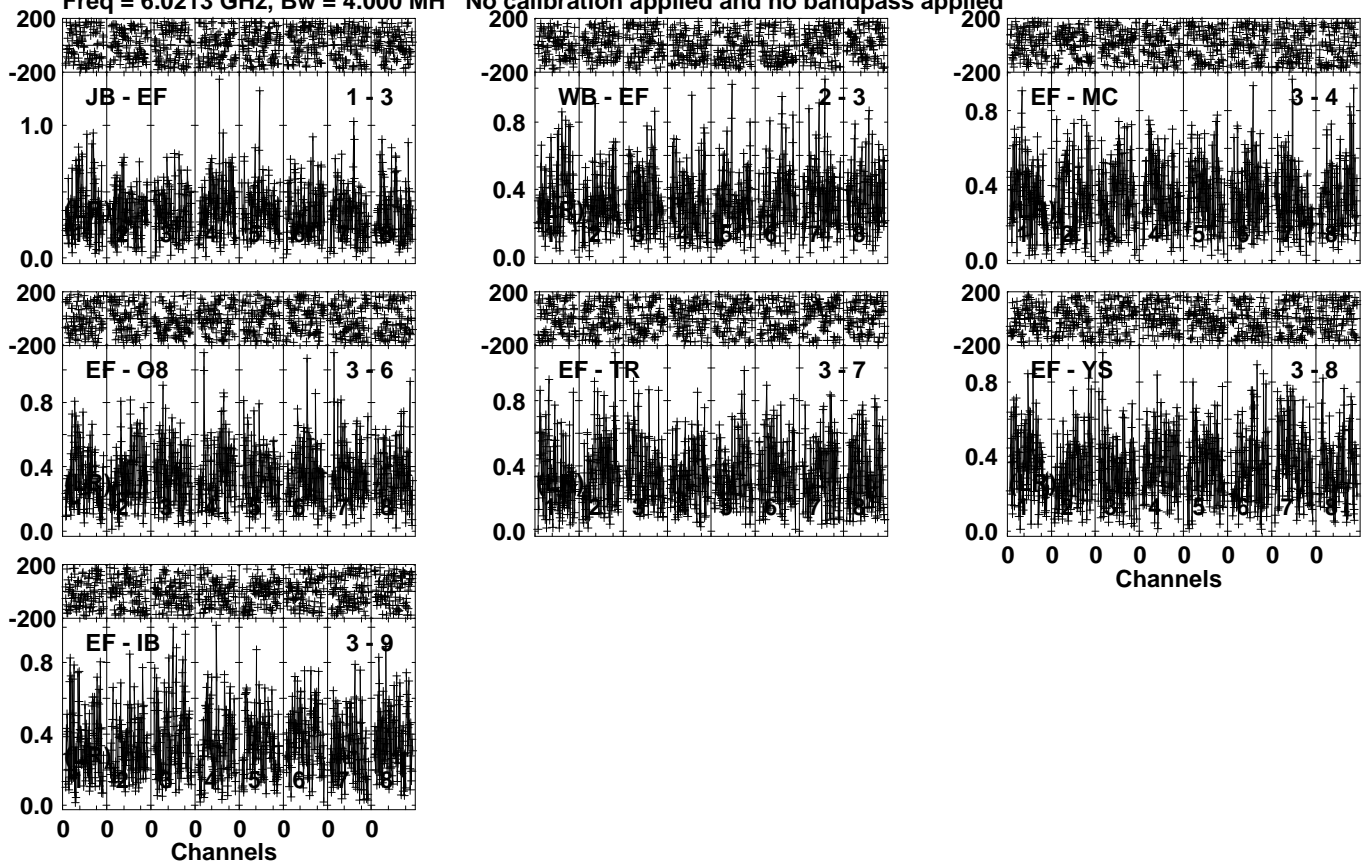 Freq = 6.0213 GHz, Bw = 4.000 MH No calibration applied and no bandpass applied
200 200 200
-200 -200 -200
JB - EF 1 - 3 WB - EF 2 - 3 EF - MC 3 - 4
1.0 0.8 0.8
0.4 0.4
0.0 0.0 0.0
200 200 200
-200 -200 -200
EF - O8 3 - 6 EF - TR 3 - 7 EF - YS 3 - 8
0.8 0.8 0.8
0.4 0.4 0.4
0.0 0.0 0.0
0 0 0 0 0 0 0 0
Channels
200
-200
EF - IB 3 - 9
0.8
0.4
0.0
0 0 0 0 0 0 0 0
Channels